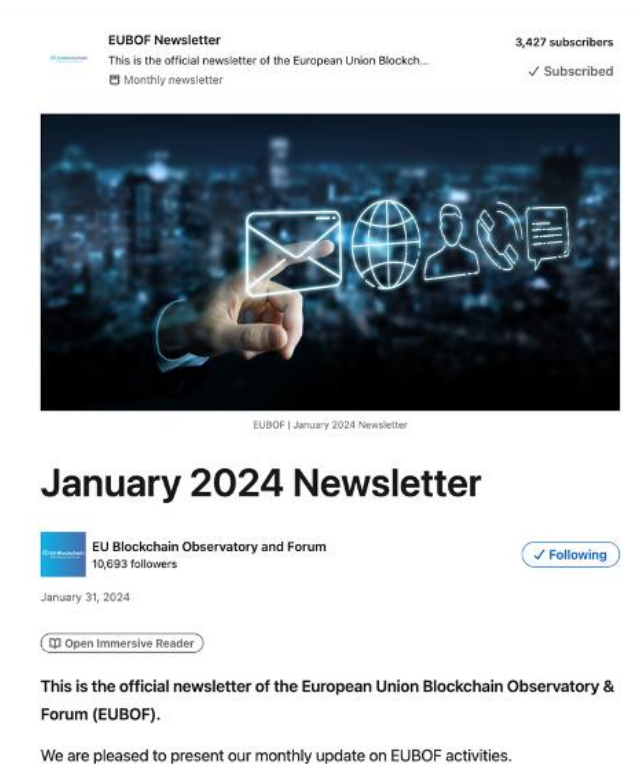 EUBOF Newsletter
3,427 subscribers
This is the official newsletter of the European Union Blockch...
✓ Subscribed
Monthly newsletter
EUBOF | January 2024 Newsletter
January 2024 Newsletter
EU Blockchain Observatory and Forum
10,693 followers
✓ Following
January 31, 2024
Open Immersive Reader
This is the official newsletter of the European Union Blockchain Observatory &
Forum (EUBOF).
We are pleased to present our monthly update on EUBOF activities.